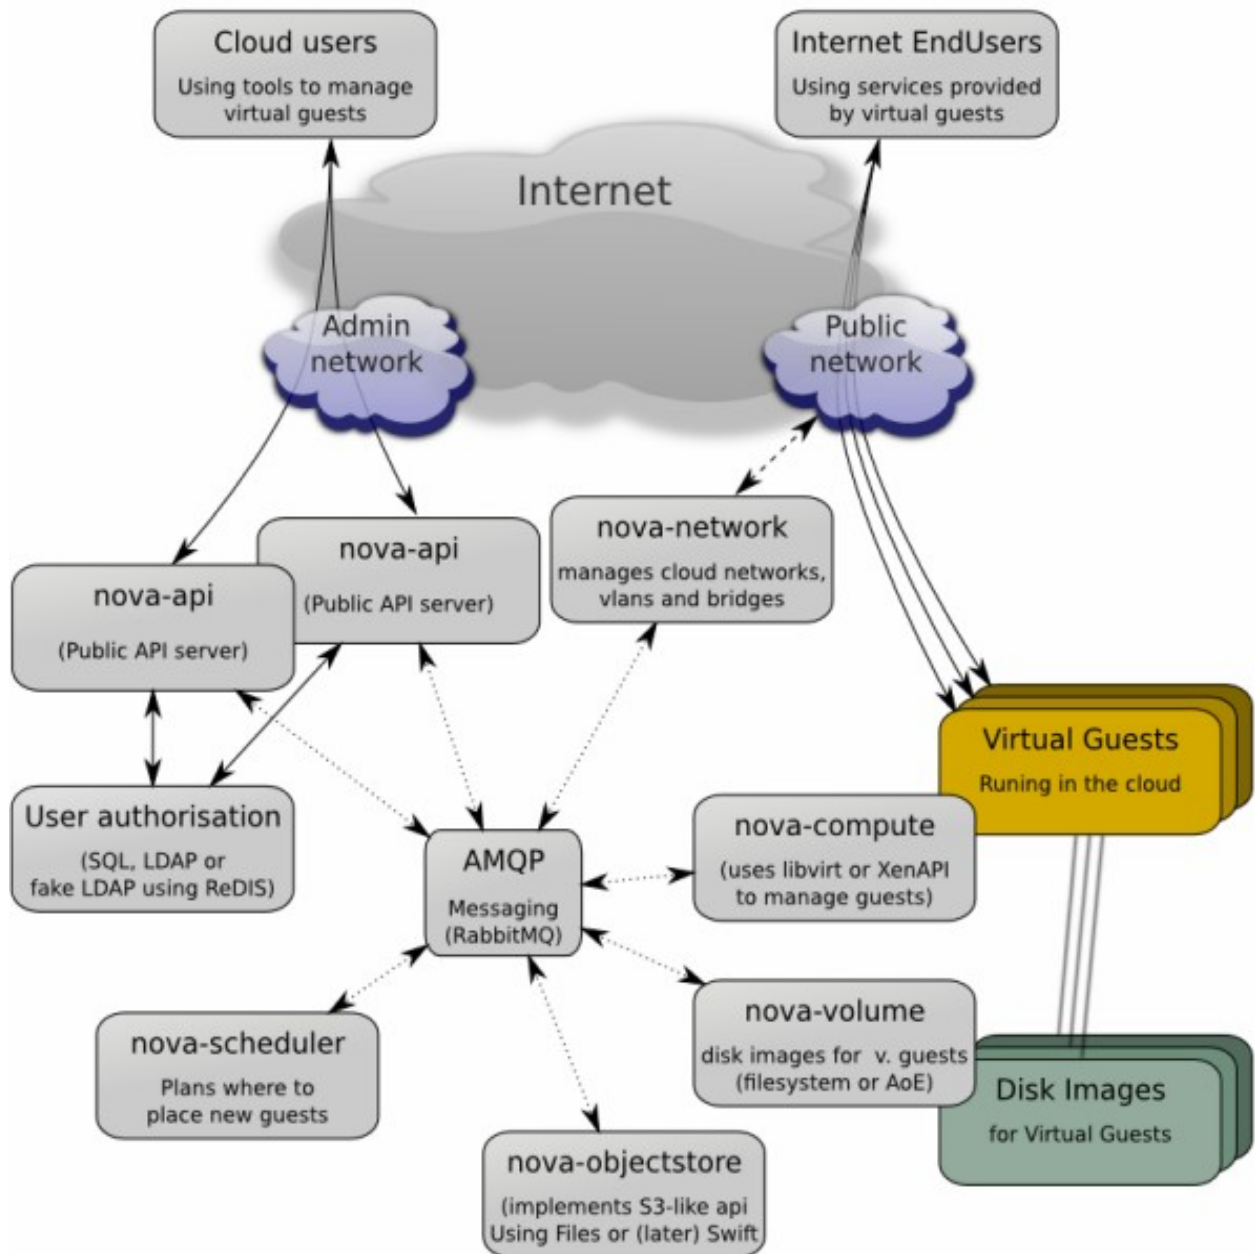 Cloud users
Using tools to manage
virtual guests
Internet EndUsers
Using services provided
by virtual guests
Internet
Admin
network
Public
network
nova-api
(Public API server)
nova-api
(Public API server)
nova-network
manages cloud networks,
vlans and bridges
Virtual Guests
Runing in the cloud
User authorisation
(SQL, LDAP or
fake LDAP using ReDIS)
AMQP
Messaging
(RabbitMQ)
nova-compute
(uses libvirt or XenAPI
to manage guests)
nova-volume
disk images for v. guests
(filesystem or AoE)
nova-scheduler
Plans where to
place new guests
Disk Images
for Virtual Guests
nova-objectstore
(implements S3-like api
Using Files or (later) Swift